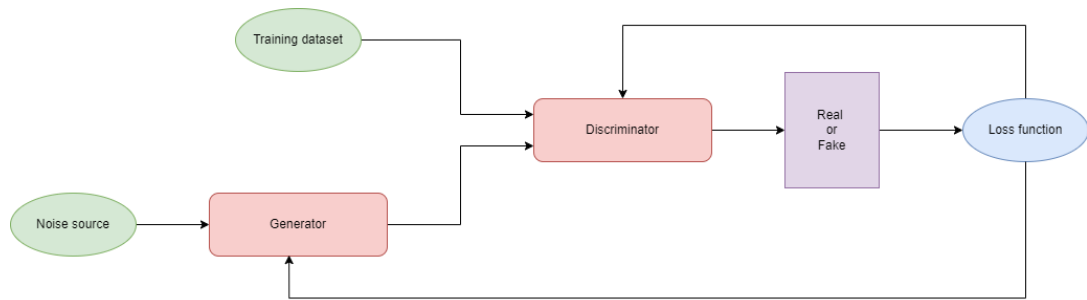 Training dataset
Discriminator
Real
or
Fake
Loss function
Noise source
Generator